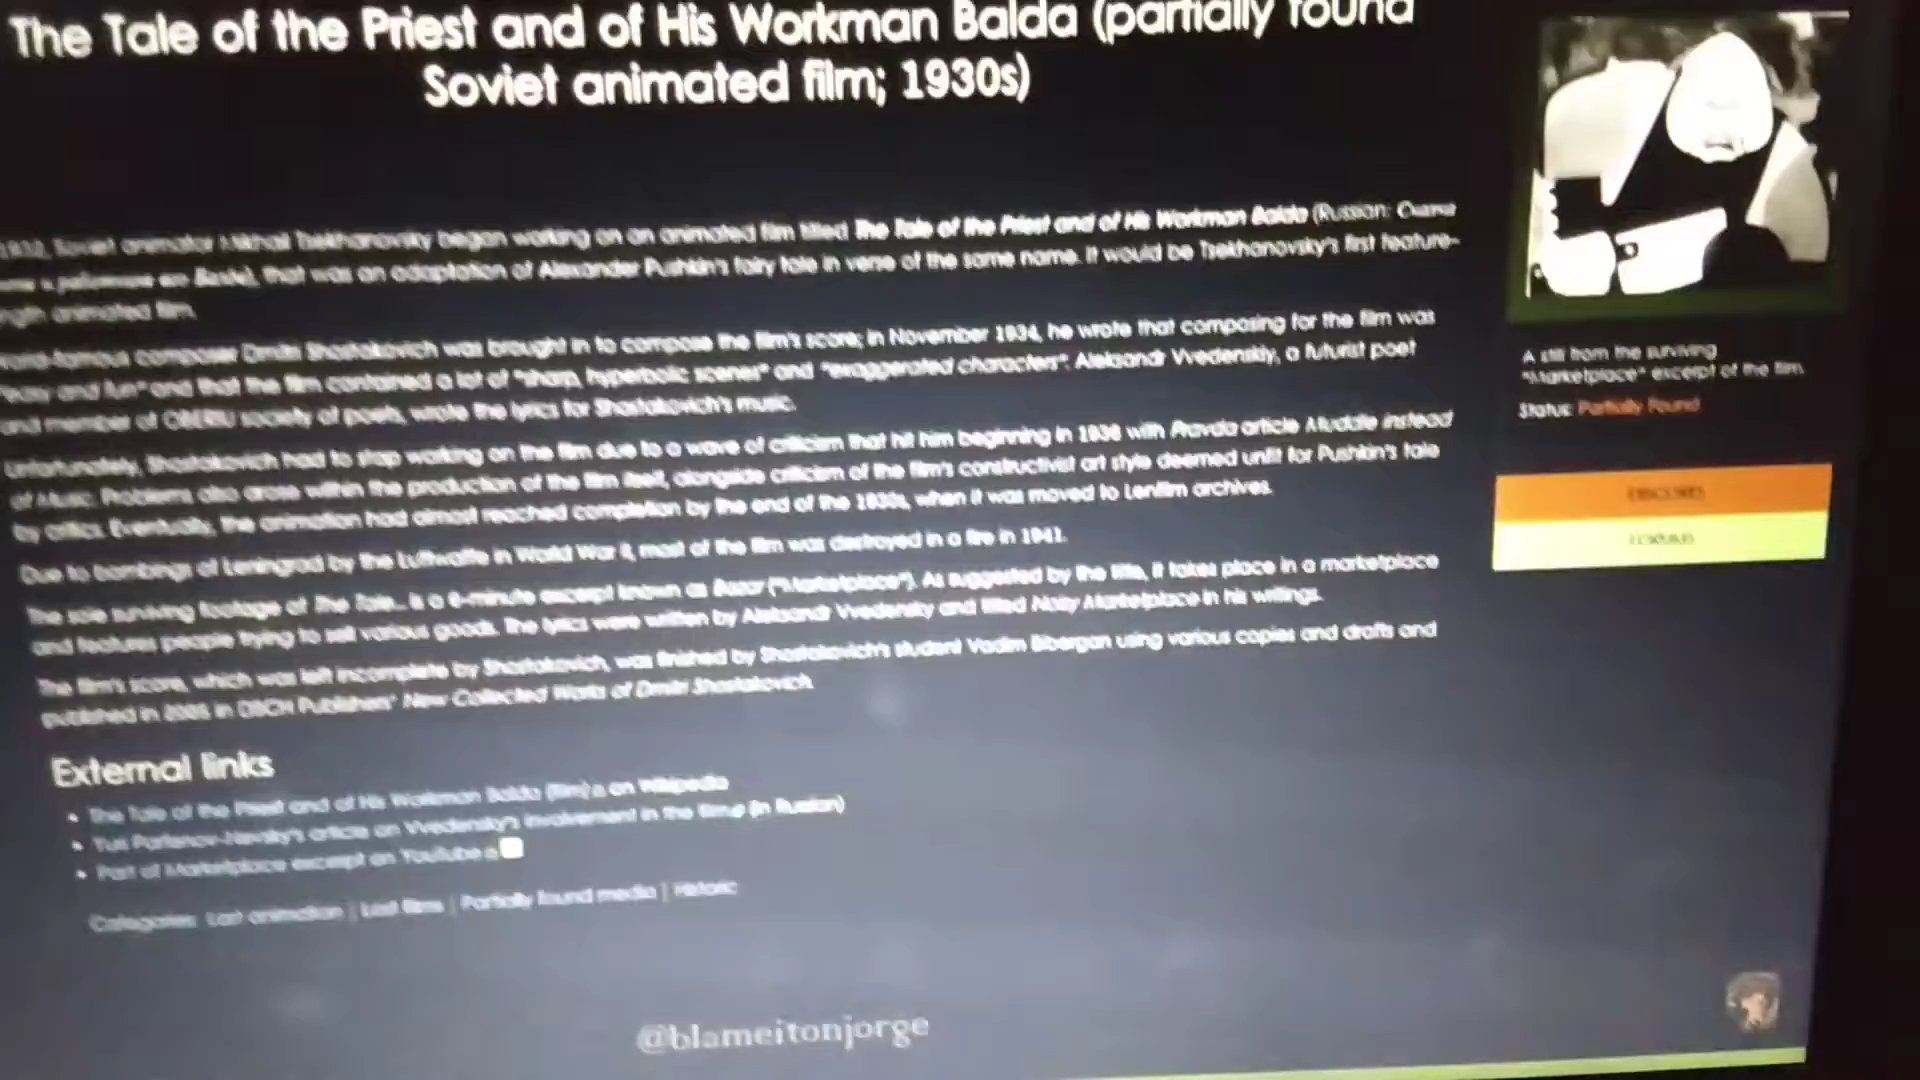 The Tale of the Priest and of His Workman Balda (partially found
Soviet animated film; 1930s)
Soviet animator Mikhail Tsekhanovsky began working on an animated film titled The Tale of the Priest and of His Workman Balda (Russian:
that was an adaptation of Alexander Pushkin's fairy tale in verse of the same name. It would be Tsekhanovsky's first feature-
animated film.
composer Dmitri Shostakovich was brought in to compose the film's score; in November 1934, he wrote that composing for the film was
"easy and fun" and that the film contained a lot of "sharp, hyperbolic scenes" and "exaggerated characters". Aleksandr Vvedenskiy, a futurist poet
and member of OBERIU society of poets, wrote the lyrics for Shostakovich's music.
Unfortunately, Shostakovich had to stop working on the film due to a wave of criticism that hit him beginning in 1936 with Pravda article Muddle instead
of Music. Problems also arose within the production of the film itself, alongside criticism of the film's constructivist art style deemed unfit for Pushkin's tale
by critics. Eventually, the animation had almost reached completion by the end of the 1930s, when it was moved to Lenfilm archives.
Due to bombings of Leningrad by the Luftwaffe in World War II, most of the film was destroyed in a fire in 1941.
The sole surviving footage of The Tale... is a 6-minute excerpt known as Bazar ("Marketplace"). As suggested by the title, it takes place in a marketplace
and features people trying to sell various goods. The lyrics were written by Aleksandr Vvedensky and titled Noisy Marketplace in his writings.
The film's score, which was left incomplete by Shostakovich, was finished by Shostakovich's student Vadim Bibergan using various copies and drafts and
published in 2005 in DSCH Publishers' New Collected Works of Dmitri Shostakovich.
External links
The Tale of the Priest and of His Workman Balda (film) on Wikipedia
Yuri Partenov-Nevsky's article on Vvedensky's involvement in the film (in Russian)
Part of Marketplace excerpt on YouTube
Categories: Lost animation | Lost films | Partially found media | Historic
A still from the surviving
"Marketplace" excerpt of the film.
Status: Partially Found
DISCORD
FORUMS
@blameitonjorge